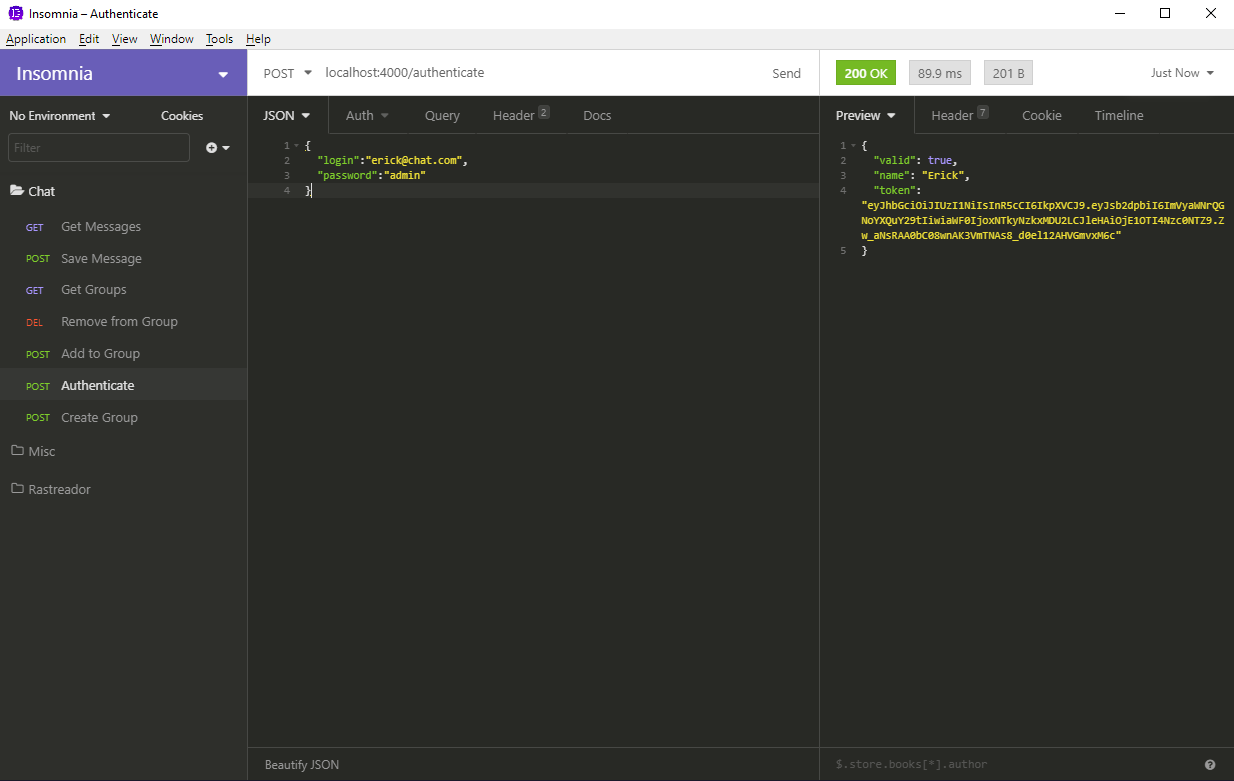 Insomnia – Authenticate
Application Edit View Window Tools Help
Insomnia
POST localhost:4000/authenticate Send
200 OK 89.9 ms 201 B Just Now
No Environment Cookies
JSON Auth Query Header 2 Docs
Preview Header 7 Cookie Timeline
Filter
1 {
2 "login":"erick@chat.com",
3 "password":"admin"
4 }
1 {
2 "valid": true,
3 "name": "Erick",
4 "token":
"eyJhbGciOiJIUzI1NiIsInR5cCI6IkpXVCJ9.eyJsb2dpbiI6ImVyaWNrQG
NoYXQuY29tIiwiaWF0IjoxNTkyNzkxMDU2LCJleHAiOjE1OTI4Nzc0NTZ9.Z
w_aNsRAA0bC08wnAK3VmTNAs8_d0el12AHVGmvxM6c"
5 }
Chat
GET Get Messages
POST Save Message
GET Get Groups
DEL Remove from Group
POST Add to Group
POST Authenticate
POST Create Group
Misc
Rastreador
Beautify JSON
$.store.books[*].author